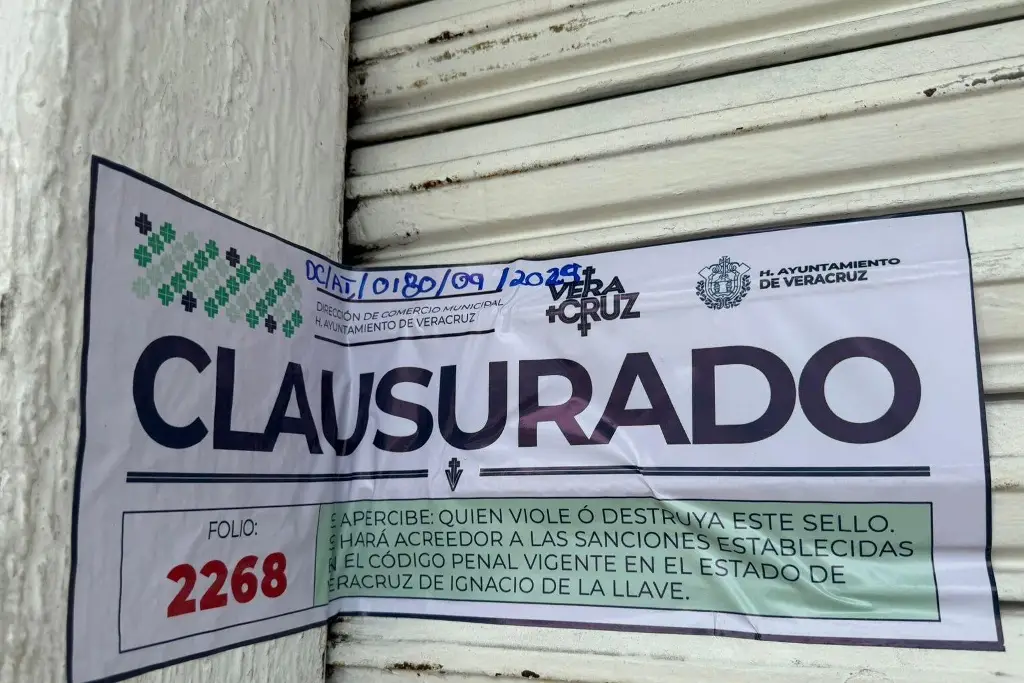 DC/AT/0180/09/2029
DIRECCIÓN DE COMERCIO MUNICIPAL
H. AYUNTAMIENTO DE VERACRUZ
VERA
CRUZ
H. AYUNTAMIENTO
DE VERACRUZ
CLAUSURADO
FOLIO:
2268
APERCIBE: QUIEN VIOLE Ó DESTRUYA ESTE SELLO.
HARÁ ACREEDOR A LAS SANCIONES ESTABLECIDAS
EL CÓDIGO PENAL VIGENTE EN EL ESTADO DE
ERACRUZ DE IGNACIO DE LA LLAVE.